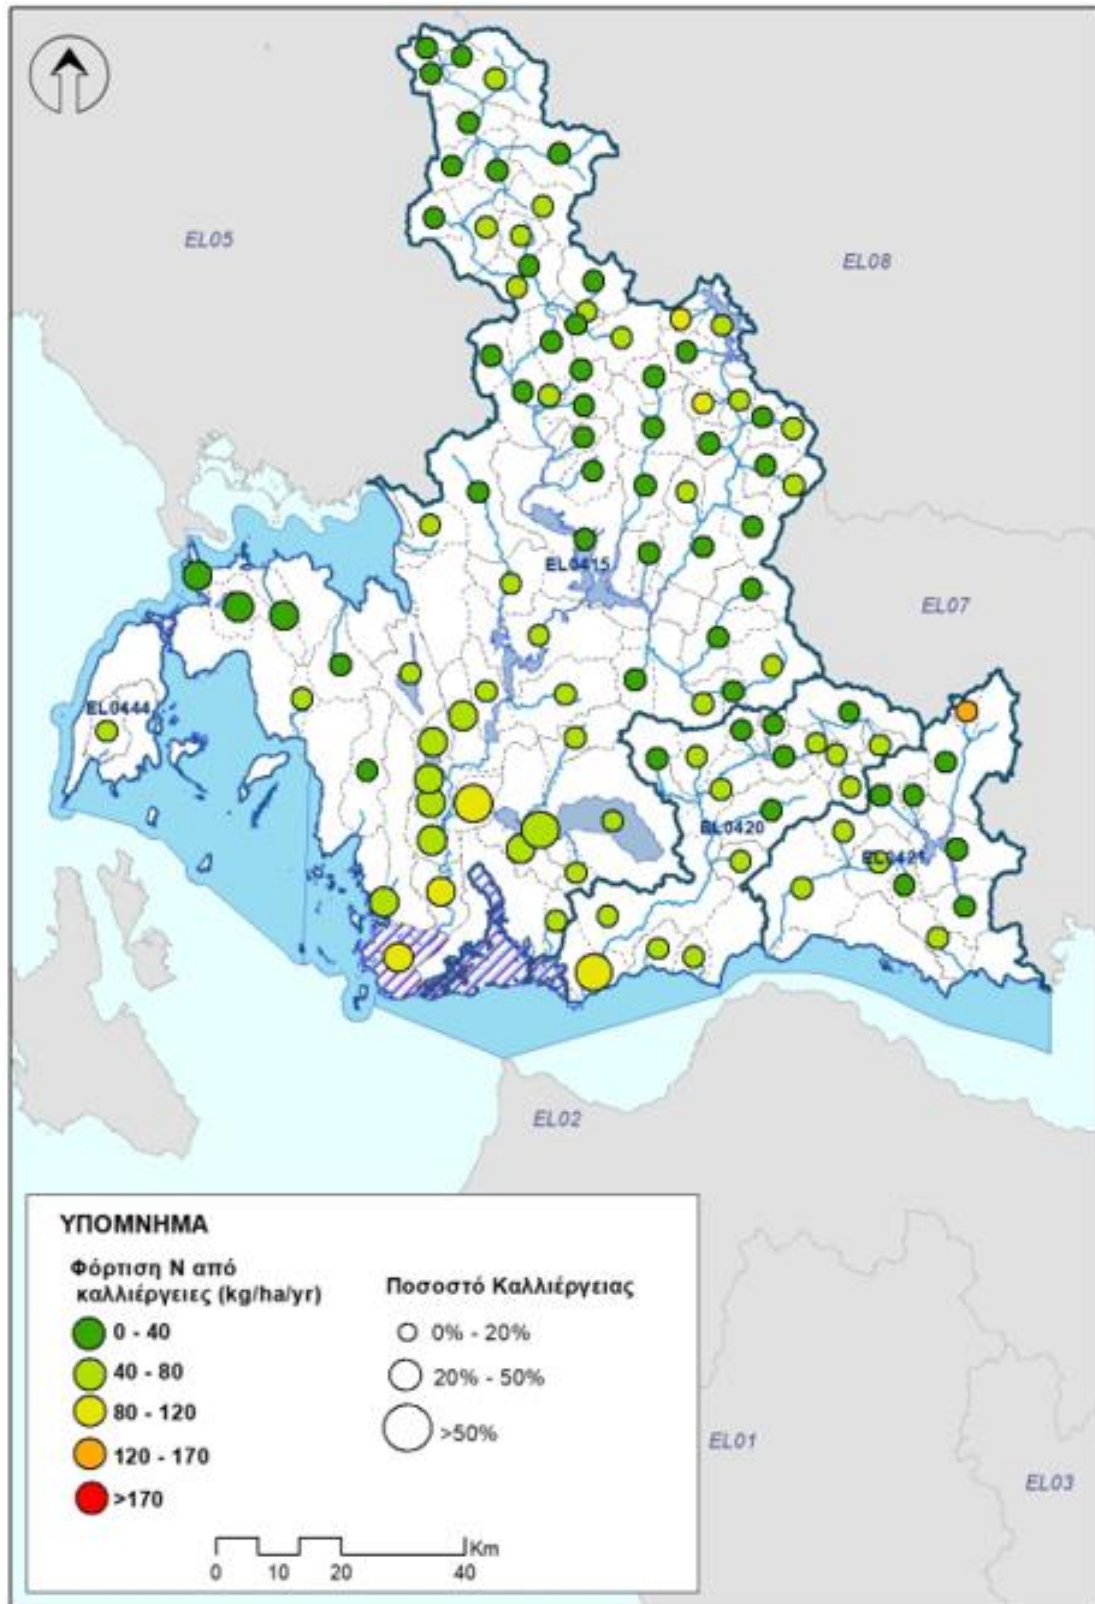 EL05
EL08
EL0415
EL07
EL0444
EL0420
EL0421
EL02
ΥΠΟΜΝΗΜΑ
Φόρτιση Ν από
καλλιέργειες (kg/ha/yr)
0 - 40
40 - 80
80 - 120
120 - 170
>170
Ποσοστό Καλλιέργειας
0% - 20%
20% - 50%
>50%
Km
0 10 20 40
EL01
EL03